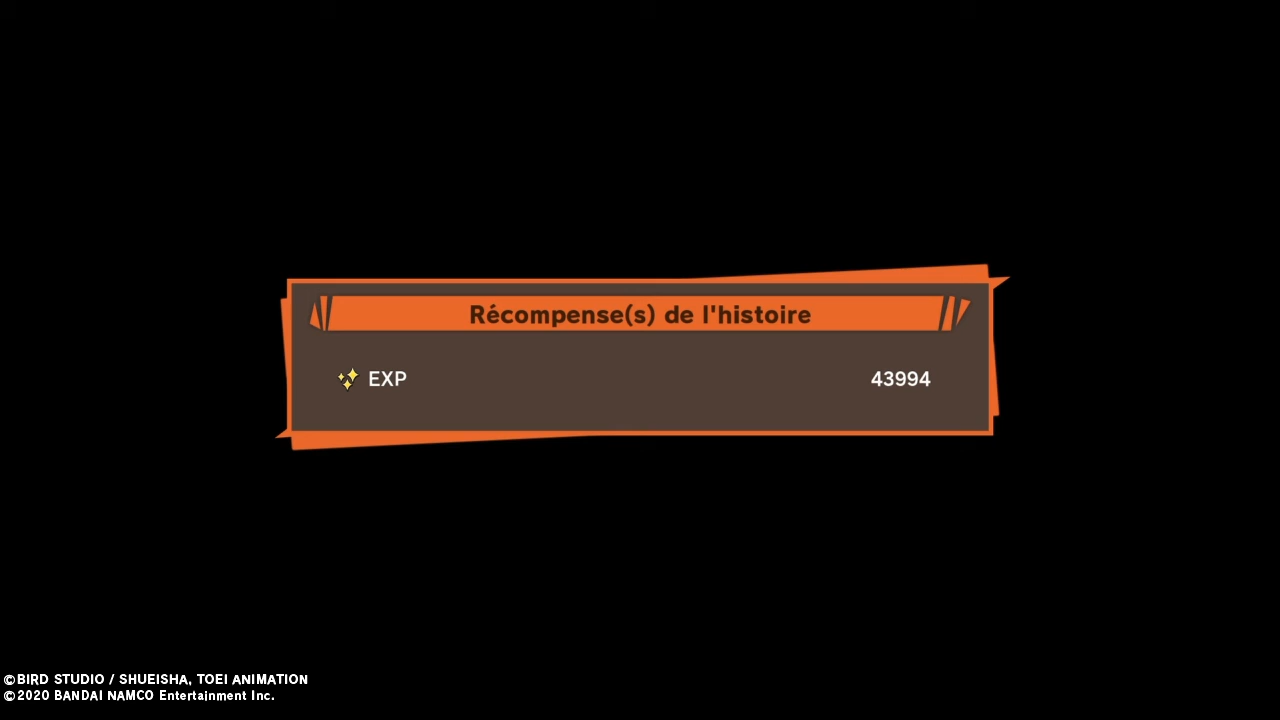 Récompense(s) de l'histoire
EXP 43994
©BIRD STUDIO / SHUEISHA, TOEI ANIMATION
©2020 BANDAI NAMCO Entertainment Inc.